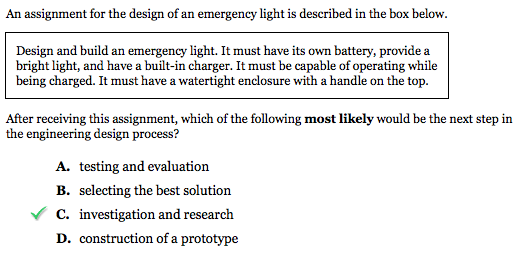 An assignment for the design of an emergency light is described in the box below.
Design and build an emergency light. It must have its own battery, provide a
bright light, and have a built-in charger. It must be capable of operating while
being charged. It must have a watertight enclosure with a handle on the top.
After receiving this assignment, which of the following most likely would be the next step in
the engineering design process?
A. testing and evaluation
B. selecting the best solution
C. investigation and research
D. construction of a prototype